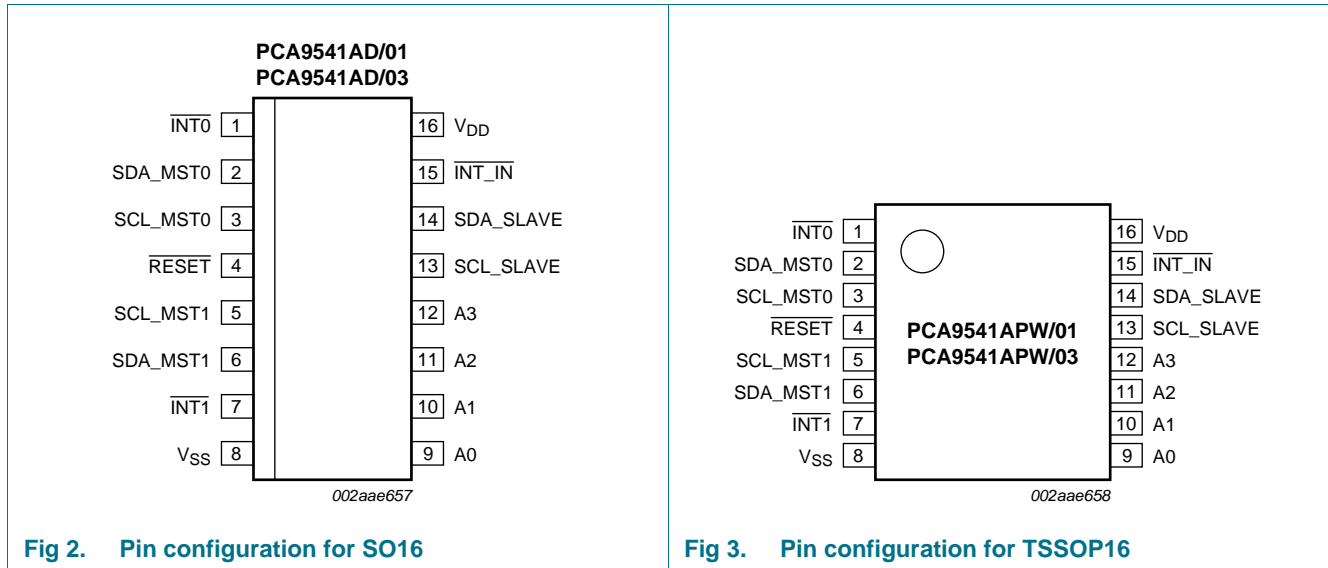 PCA9541AD/01
PCA9541AD/03
INT0 1
16 VDD
SDA_MST0 2
15 INT_IN
SCL_MST0 3
14 SDA_SLAVE
RESET 4
13 SCL_SLAVE
SCL_MST1 5
12 A3
SDA_MST1 6
11 A2
INT1 7
10 A1
VSS 8
9 A0
002aae657
Fig 2. Pin configuration for SO16
INT0 1
16 VDD
SDA_MST0 2
15 INT_IN
SCL_MST0 3
14 SDA_SLAVE
RESET 4
PCA9541APW/01
13 SCL_SLAVE
PCA9541APW/03
SCL_MST1 5
12 A3
SDA_MST1 6
11 A2
INT1 7
10 A1
VSS 8
9 A0
002aae658
Fig 3. Pin configuration for TSSOP16